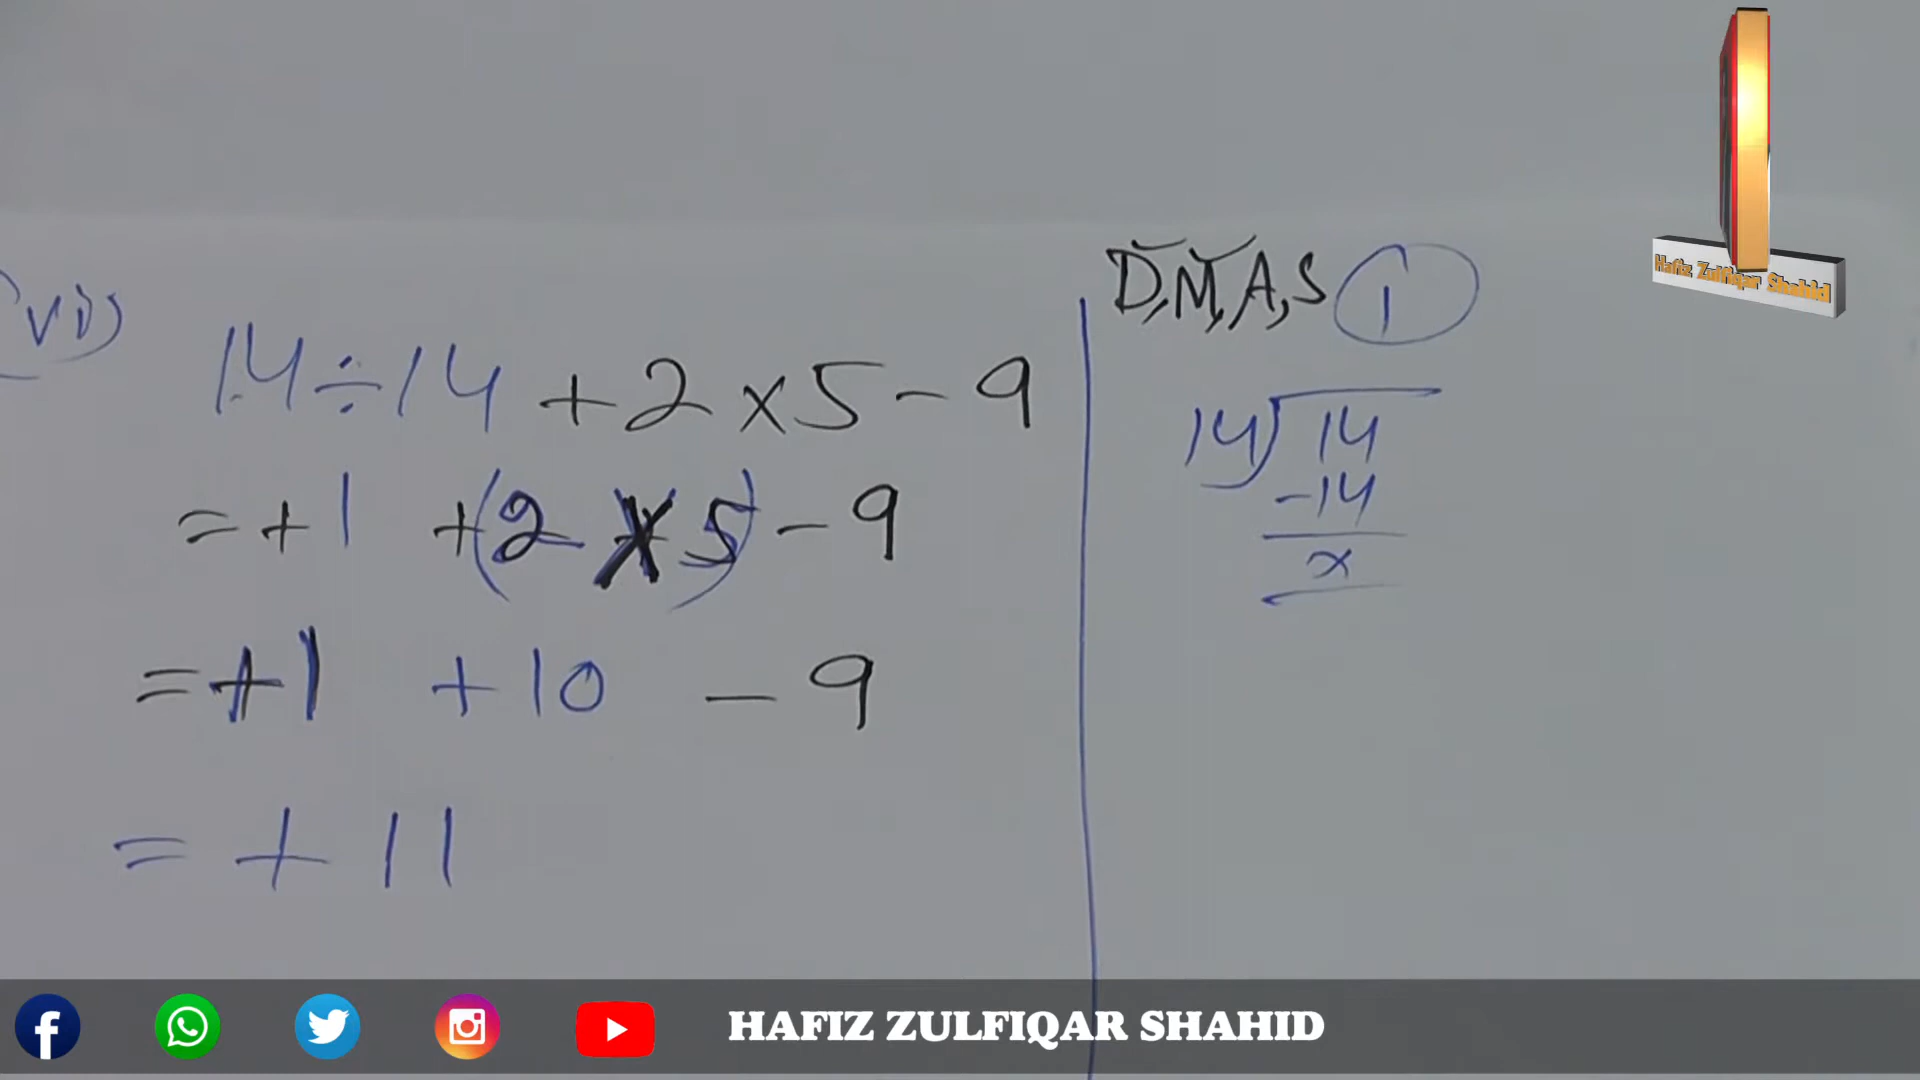 (vi)
14 ÷ 14 + 2 × 5 - 9
= + 1 + (2 × 5) - 9
= + 1 + 10 - 9
= + 11
D, M, A, S 1
14) 14
- 14
×
Hafiz Zulfiqar Shahid
HAFIZ ZULFIQAR SHAHID